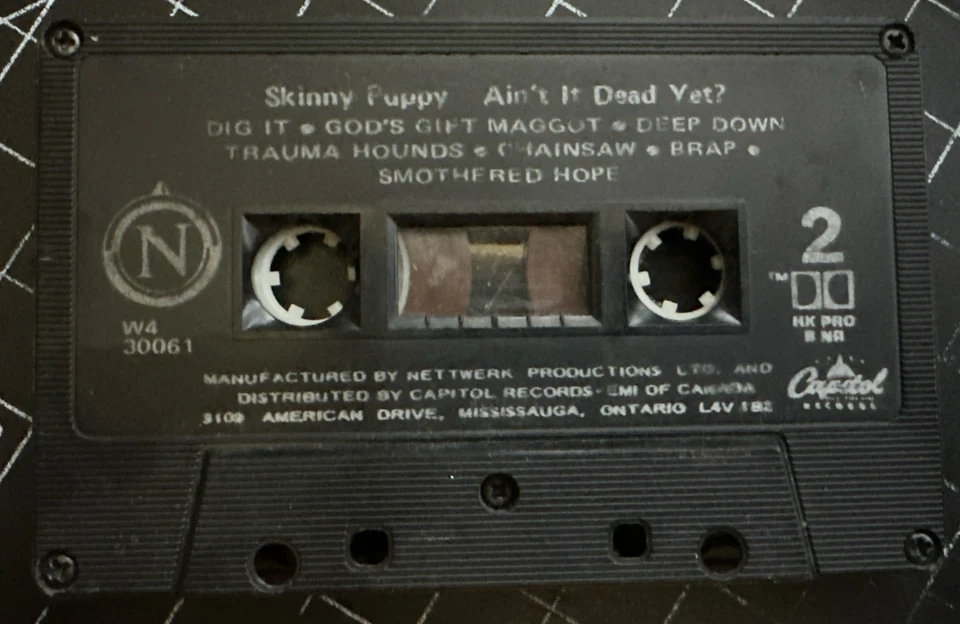 Skinny Puppy Ain't It Dead Yet?
DIG IT • GOD'S GIFT MAGGOT • DEEP DOWN
TRAUMA HOUNDS • CHAINSAW • BRAP •
SMOTHERED HOPE
N
2
W4
30061
TM
HX PRO
B NR
MANUFACTURED BY NETTWERK PRODUCTIONS LTD. AND
DISTRIBUTED BY CAPITOL RECORDS-EMI OF CANADA
3109 AMERICAN DRIVE, MISSISSAUGA, ONTARIO L4V 1B2
Capitol
RECORDS